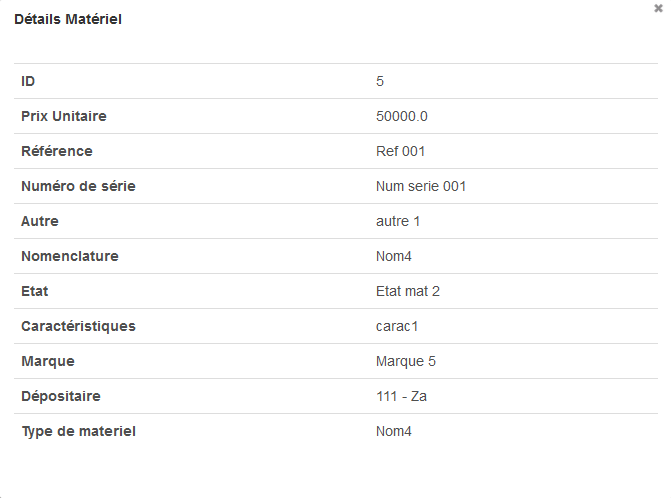 Détails Matériel
ID 5
Prix Unitaire 50000.0
Référence Ref 001
Numéro de série Num serie 001
Autre autre 1
Nomenclature Nom4
Etat Etat mat 2
Caractéristiques carac1
Marque Marque 5
Dépositaire 111 - Za
Type de materiel Nom4